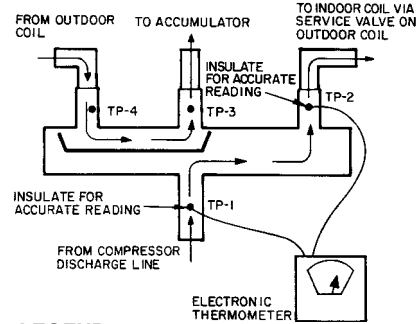 FROM OUTDOOR
COIL
TO ACCUMULATOR
TO INDOOR COIL VIA
SERVICE VALVE ON
OUTDOOR COIL
INSULATE
FOR ACCURATE
READING
TP-4
TP-3
TP-2
INSULATE FOR
ACCURATE READING
TP-1
FROM COMPRESSOR
DISCHARGE LINE
ELECTRONIC
THERMOMETER